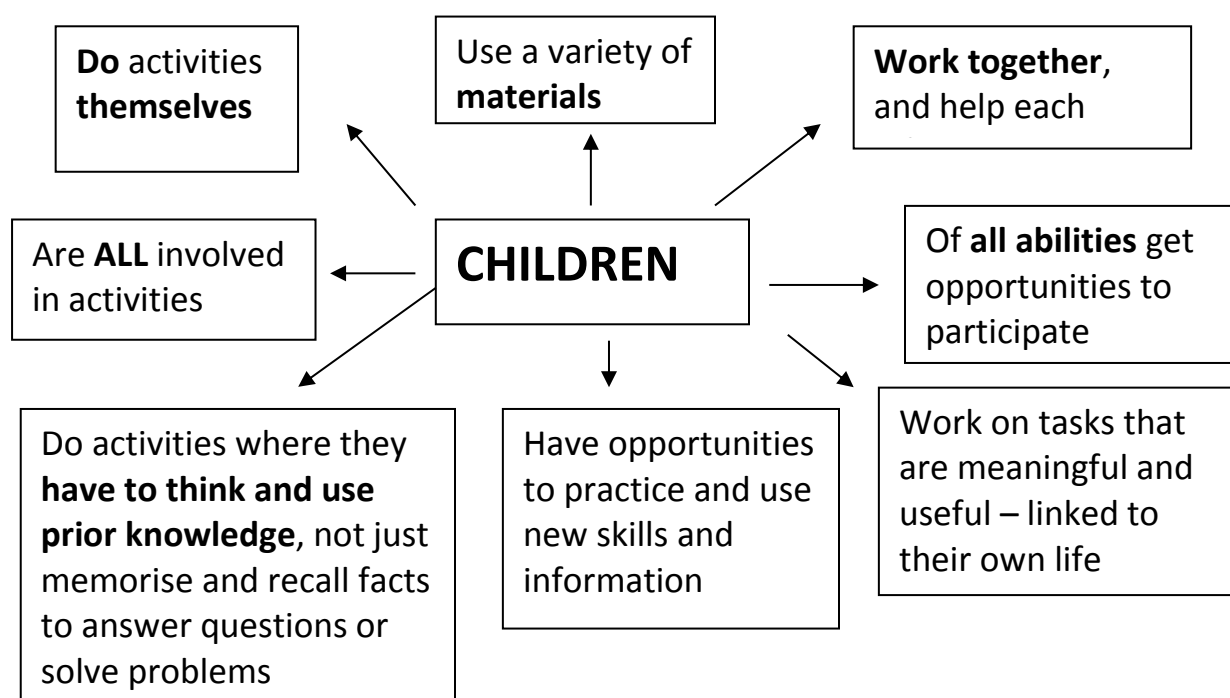 Do activities
themselves
Use a variety of
materials
Work together,
and help each
Are ALL involved
in activities
CHILDREN
Of all abilities get
opportunities to
participate
Do activities where they
have to think and use
prior knowledge, not just
memorise and recall facts
to answer questions or
solve problems
Have opportunities
to practice and use
new skills and
information
Work on tasks that
are meaningful and
useful – linked to
their own life